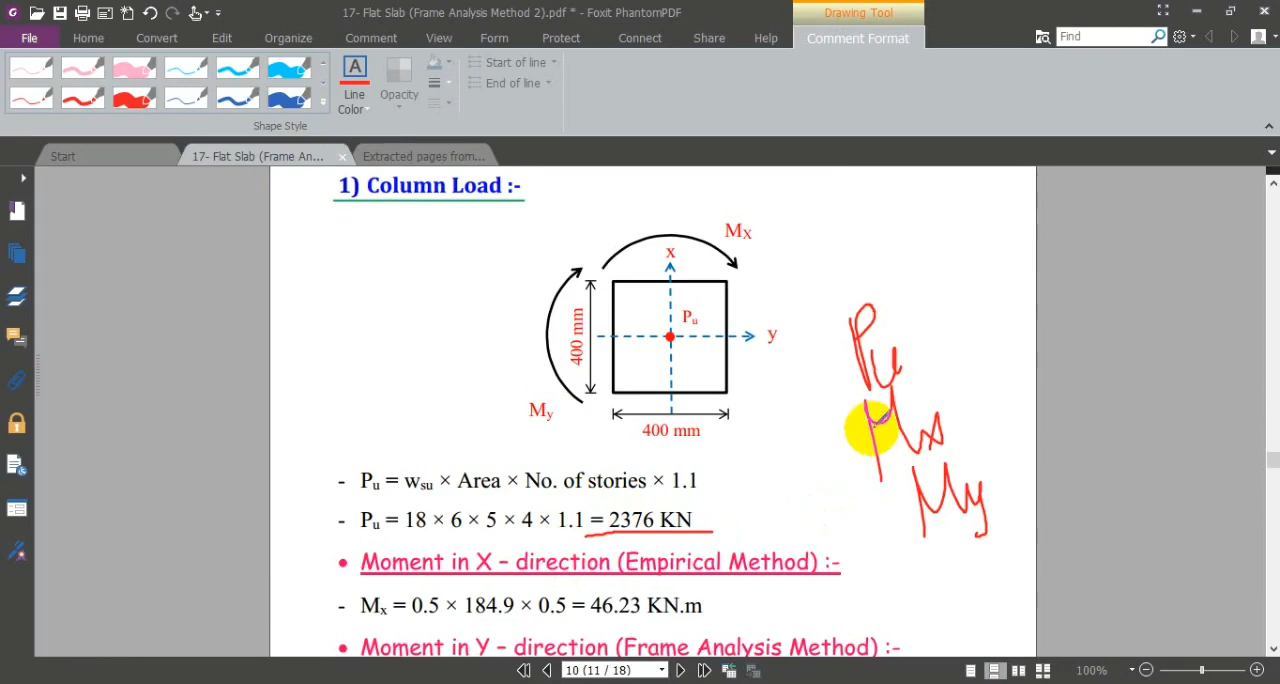 17- Flat Slab (Frame Analysis Method 2).pdf * - Foxit PhantomPDF
Drawing Tool
File Home Convert Edit Organize Comment View Form Protect Connect Share Help Comment Format Find
Start of line
End of line
Line Color
Opacity
Shape Style
Start
17- Flat Slab (Frame An...
Extracted pages from...
1) Column Load :-
Mx
x
400 mm
Pu
y
My
400 mm
Pu
Mx
My
- Pu = wsu × Area × No. of stories × 1.1
- Pu = 18 × 6 × 5 × 4 × 1.1 = 2376 KN
• Moment in X – direction (Empirical Method) :-
- Mx = 0.5 × 184.9 × 0.5 = 46.23 KN.m
• Moment in Y – direction (Frame Analysis Method) :-
10 (11 / 18)
100%